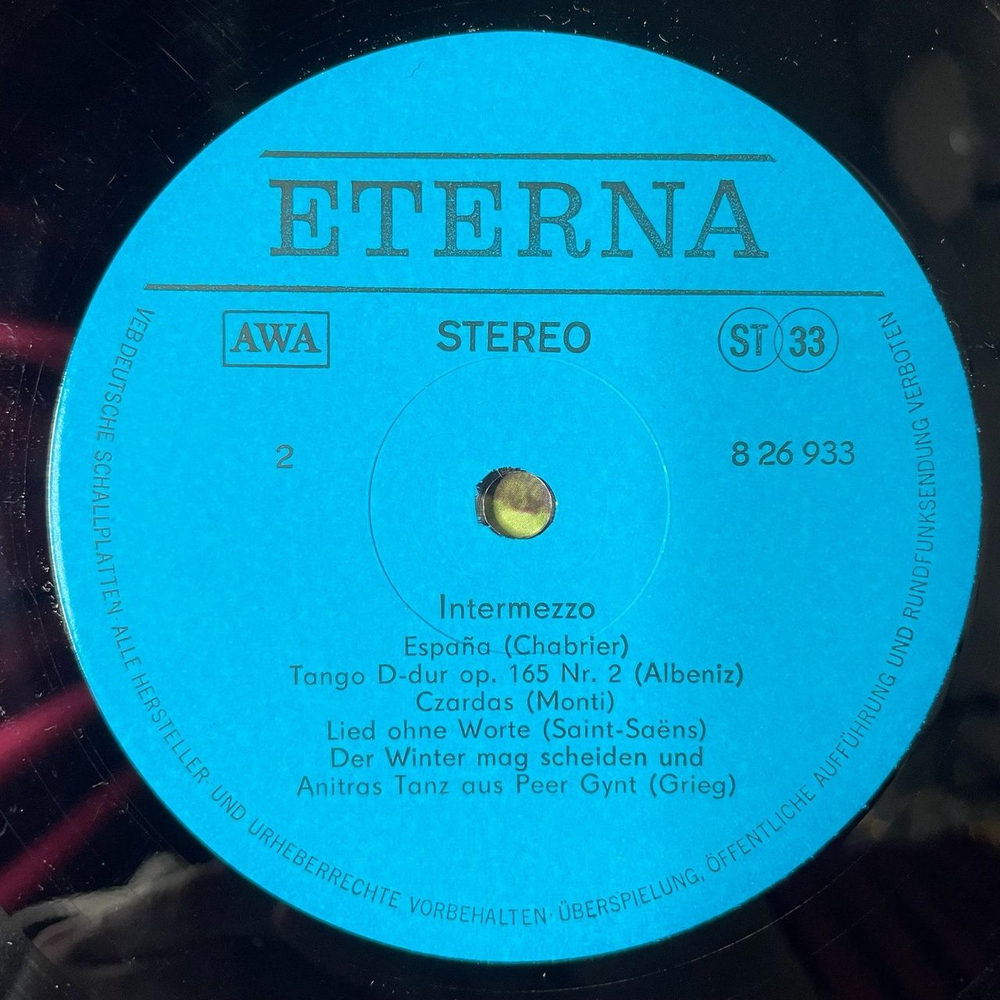 ETERNA
AWA STEREO ST 33
2 8 26 933
Intermezzo
España (Chabrier)
Tango D-dur op. 165 Nr. 2 (Albeniz)
Czardas (Monti)
Lied ohne Worte (Saint-Saëns)
Der Winter mag scheiden und
Anitras Tanz aus Peer Gynt (Grieg)
VEB DEUTSCHE SCHALLPLATTEN · ALLE HERSTELLER- UND URHEBERRECHTE VORBEHALTEN · ÜBERSPIELUNG, ÖFFENTLICHE AUFFÜHRUNG UND RUNDFUNKSENDUNG VERBOTEN